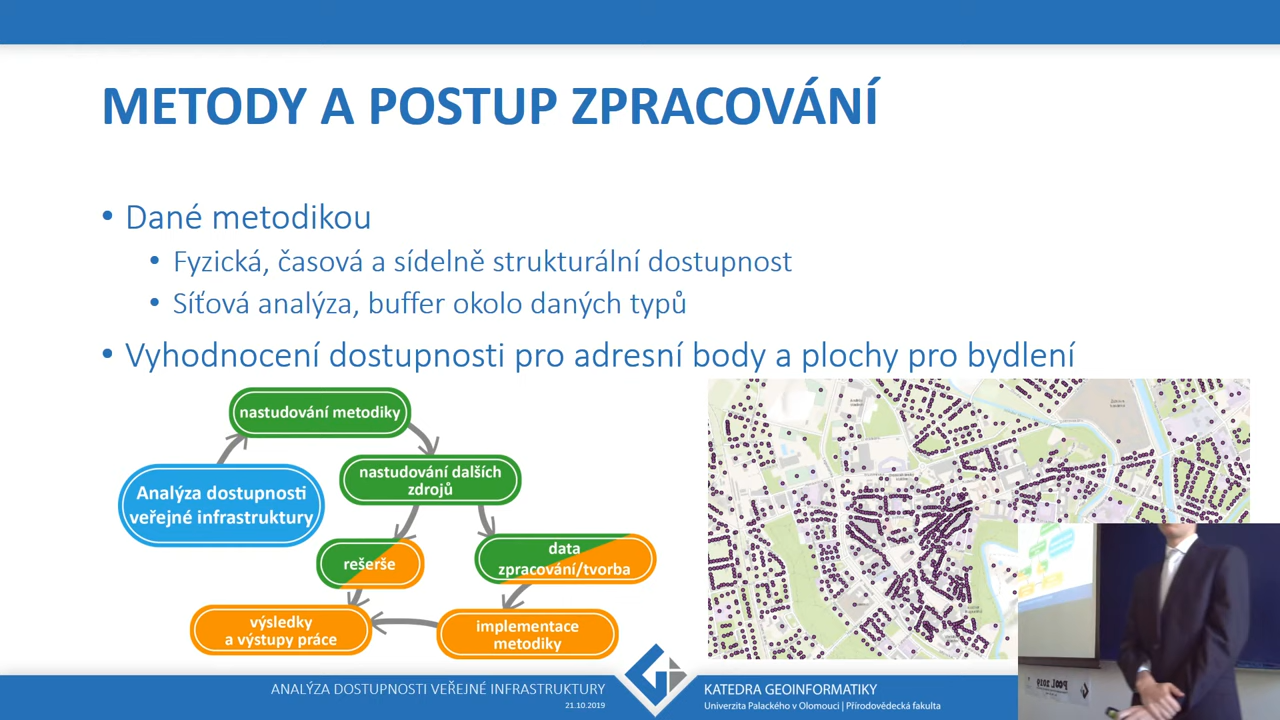 METODY A POSTUP ZPRACOVÁNÍ
• Dané metodikou
• Fyzická, časová a sídelně strukturální dostupnost
• Síťová analýza, buffer okolo daných typů
• Vyhodnocení dostupnosti pro adresní body a plochy pro bydlení
nastudování metodiky
nastudování dalších
zdrojů
Analýza dostupnosti
veřejné infrastruktury
rešerše
data
zpracování/tvorba
výsledky
a výstupy práce
implementace
metodiky
ANALÝZA DOSTUPNOSTI VEŘEJNÉ INFRASTRUKTURY
21.10.2019
KATEDRA GEOINFORMATIKY
Univerzita Palackého v Olomouci | Přírodovědecká fakulta